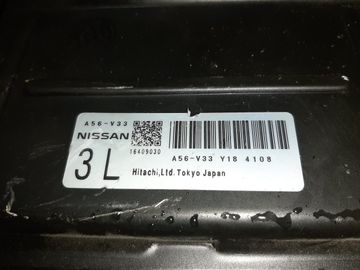 A56-V33
NISSAN
16409030
3L
A56-V33 Y18 4108
Hitachi,Ltd.Tokyo Japan